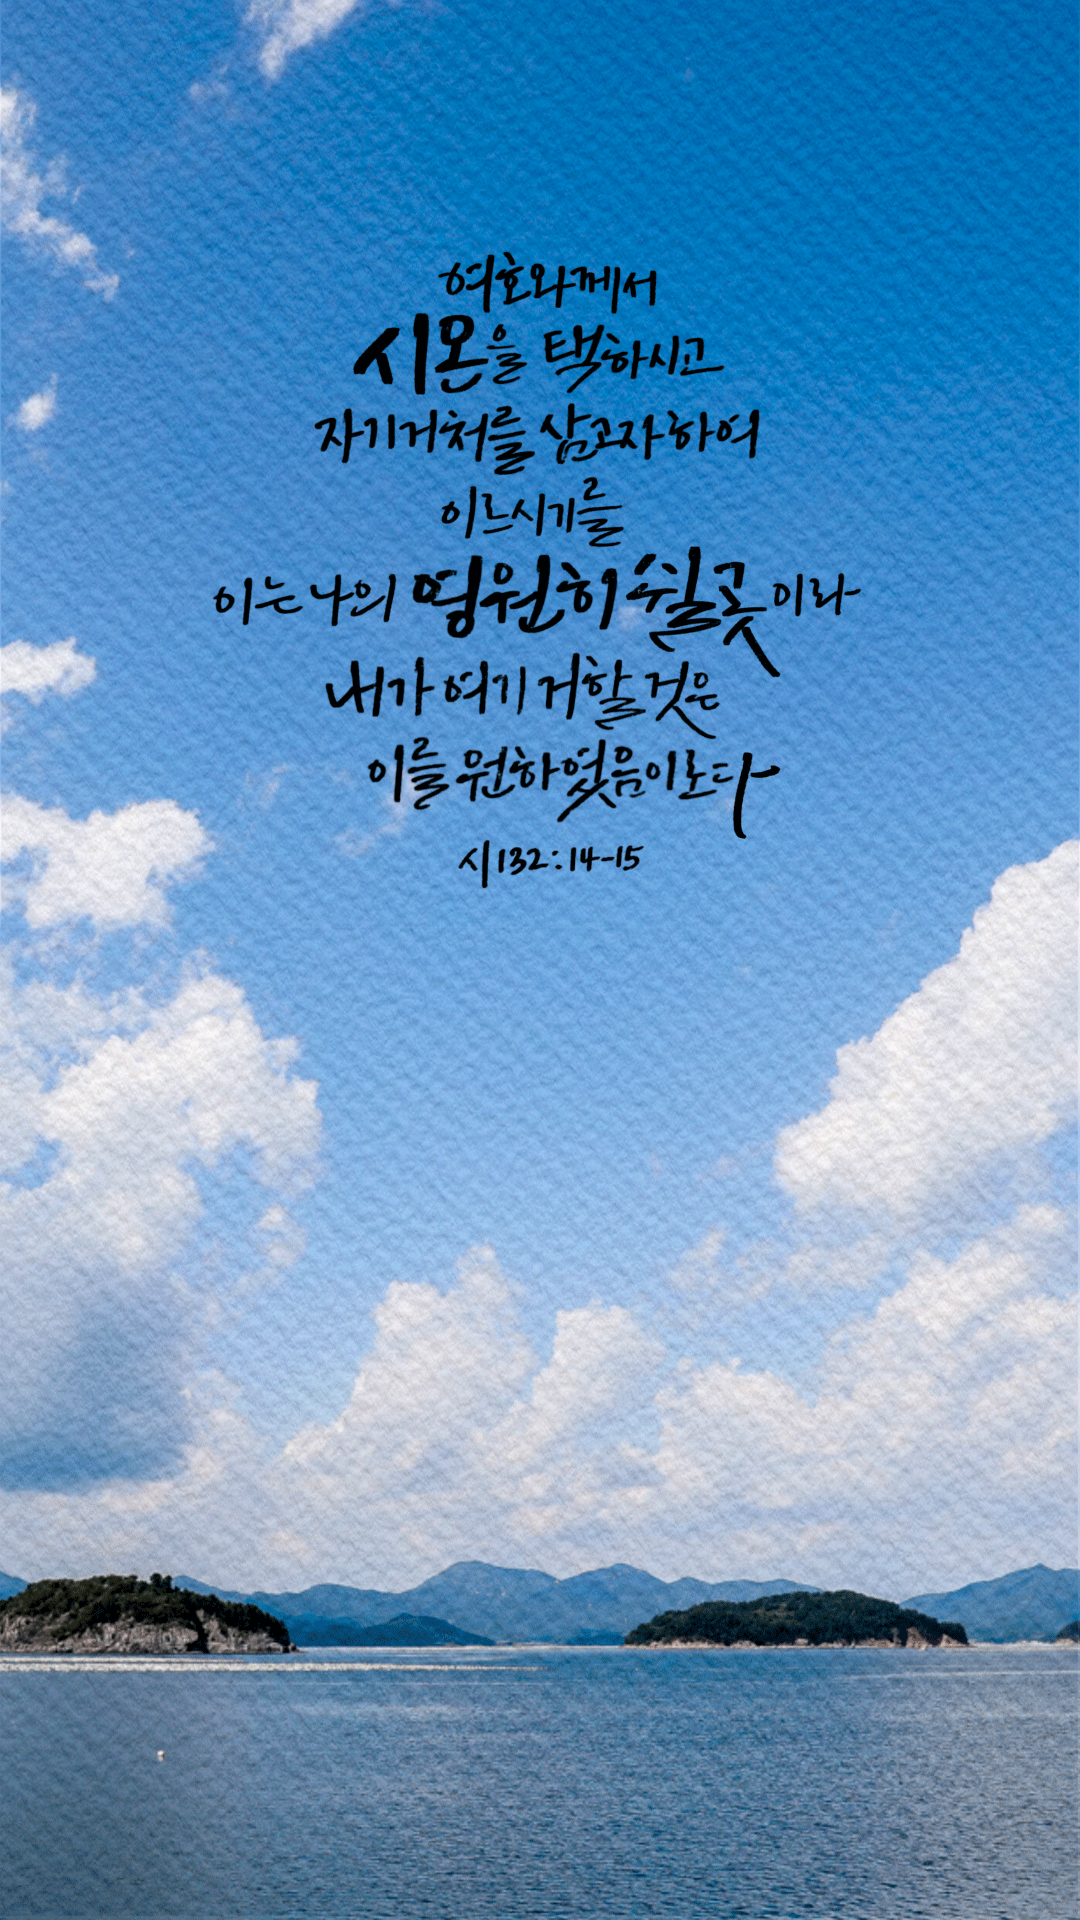 여호와께서
시온을 택하시고
자기 거처를 삼고자 하여
이르시기를
이는 나의 영원히 쉴 곳이라
내가 여기 거할 것은
이를 원하였음이로다
시 132:14-15